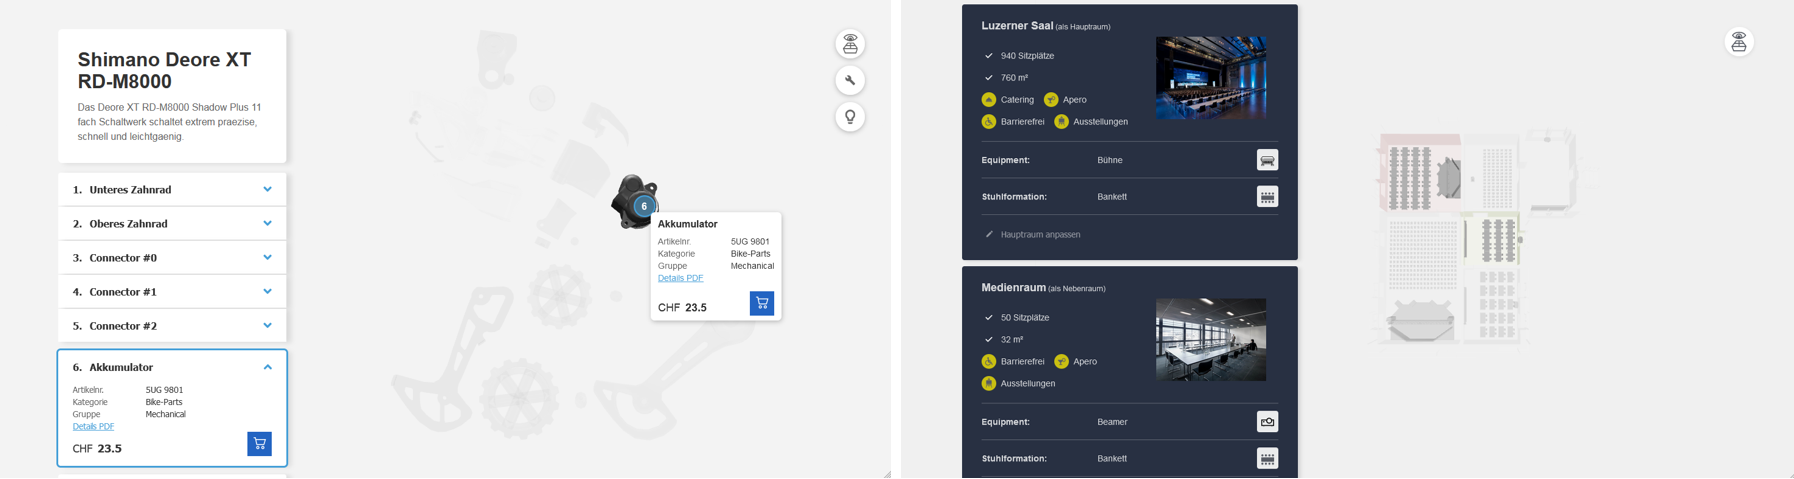 Shimano Deore XT
RD-M8000
Das Deore XT RD-M8000 Shadow Plus 11
fach Schaltwerk schaltet extrem praezise,
schnell und leichtgaenig.
1. Unteres Zahnrad
2. Oberes Zahnrad
3. Connector #0
4. Connector #1
5. Connector #2
6. Akkumulator
Artikelnr. 5UG 9801
Kategorie Bike-Parts
Gruppe Mechanical
Details PDF
CHF 23.5
6
Akkumulator
Artikelnr. 5UG 9801
Kategorie Bike-Parts
Gruppe Mechanical
Details PDF
CHF 23.5
Luzerner Saal (als Hauptraum)
940 Sitzplätze
760 m²
Catering Apero
Barrierefrei Ausstellungen
Equipment: Bühne
Stuhlformation: Bankett
Hauptraum anpassen
Medienraum (als Nebenraum)
50 Sitzplätze
32 m²
Barrierefrei Apero
Ausstellungen
Equipment: Beamer
Stuhlformation: Bankett